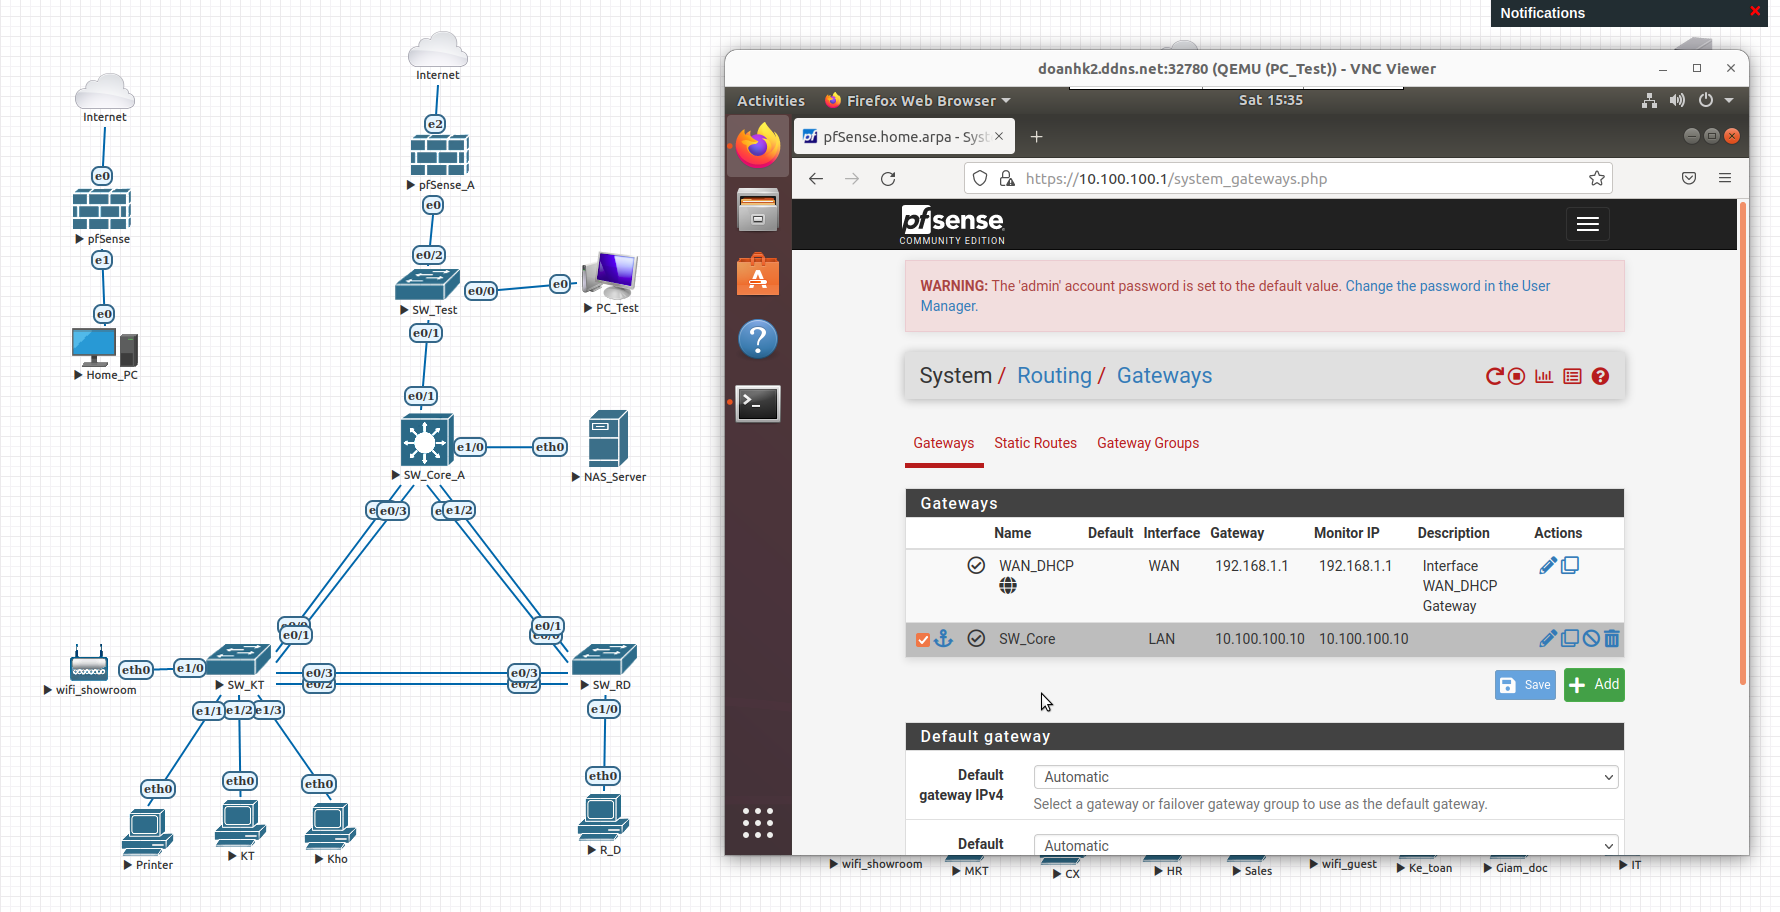 Notifications
Internet
Internet
e0
e2
pfSense
pfSense_A
e1
e0
e0
Home_PC
e0/2
e0/0
e0
SW_Test
PC_Test
e0/1
e0/1
e1/0
eth0
SW_Core_A
NAS_Server
e0/3
e1/2
e0/1
e0/1
wifi_showroom
eth0
e1/0
SW_KT
e0/3
e0/2
e0/3
e0/2
SW_RD
e1/1
e1/2
e1/3
e1/0
eth0
eth0
eth0
eth0
Printer
KT
Kho
R_D
doanhk2.ddns.net:32780 (QEMU (PC_Test)) - VNC Viewer
Activities
Firefox Web Browser
Sat 15:35
pfSense.home.arpa - Syst
https://10.100.100.1/system_gateways.php
pfsense
COMMUNITY EDITION
WARNING: The 'admin' account password is set to the default value. Change the password in the User
Manager.
System / Routing / Gateways
Gateways Static Routes Gateway Groups
Gateways
Name Default Interface Gateway Monitor IP Description Actions
WAN_DHCP WAN 192.168.1.1 192.168.1.1 Interface
WAN_DHCP
Gateway
SW_Core LAN 10.100.100.10 10.100.100.10
Save
Add
Default gateway
Default
gateway IPv4
Automatic
Select a gateway or failover gateway group to use as the default gateway.
Default
Automatic
wifi_showroom
MKT
CX
HR
Sales
wifi_guest
Ke_toan
Giam_doc
IT